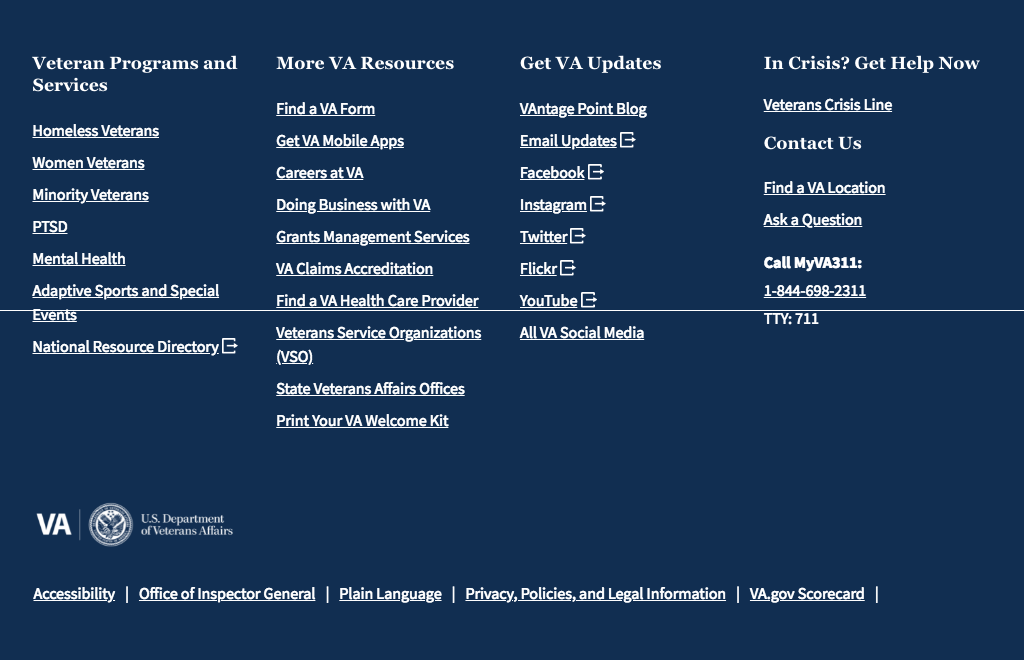 Veteran Programs and
Services
Homeless Veterans
Women Veterans
Minority Veterans
PTSD
Mental Health
Adaptive Sports and Special
Events
National Resource Directory
More VA Resources
Find a VA Form
Get VA Mobile Apps
Careers at VA
Doing Business with VA
Grants Management Services
VA Claims Accreditation
Find a VA Health Care Provider
Veterans Service Organizations
(VSO)
State Veterans Affairs Offices
Print Your VA Welcome Kit
Get VA Updates
VAntage Point Blog
Email Updates
Facebook
Instagram
Twitter
Flickr
YouTube
All VA Social Media
In Crisis? Get Help Now
Veterans Crisis Line
Contact Us
Find a VA Location
Ask a Question
Call MyVA311:
1-844-698-2311
TTY: 711
VA
U.S. Department
of Veterans Affairs
Accessibility | Office of Inspector General | Plain Language | Privacy, Policies, and Legal Information | VA.gov Scorecard |